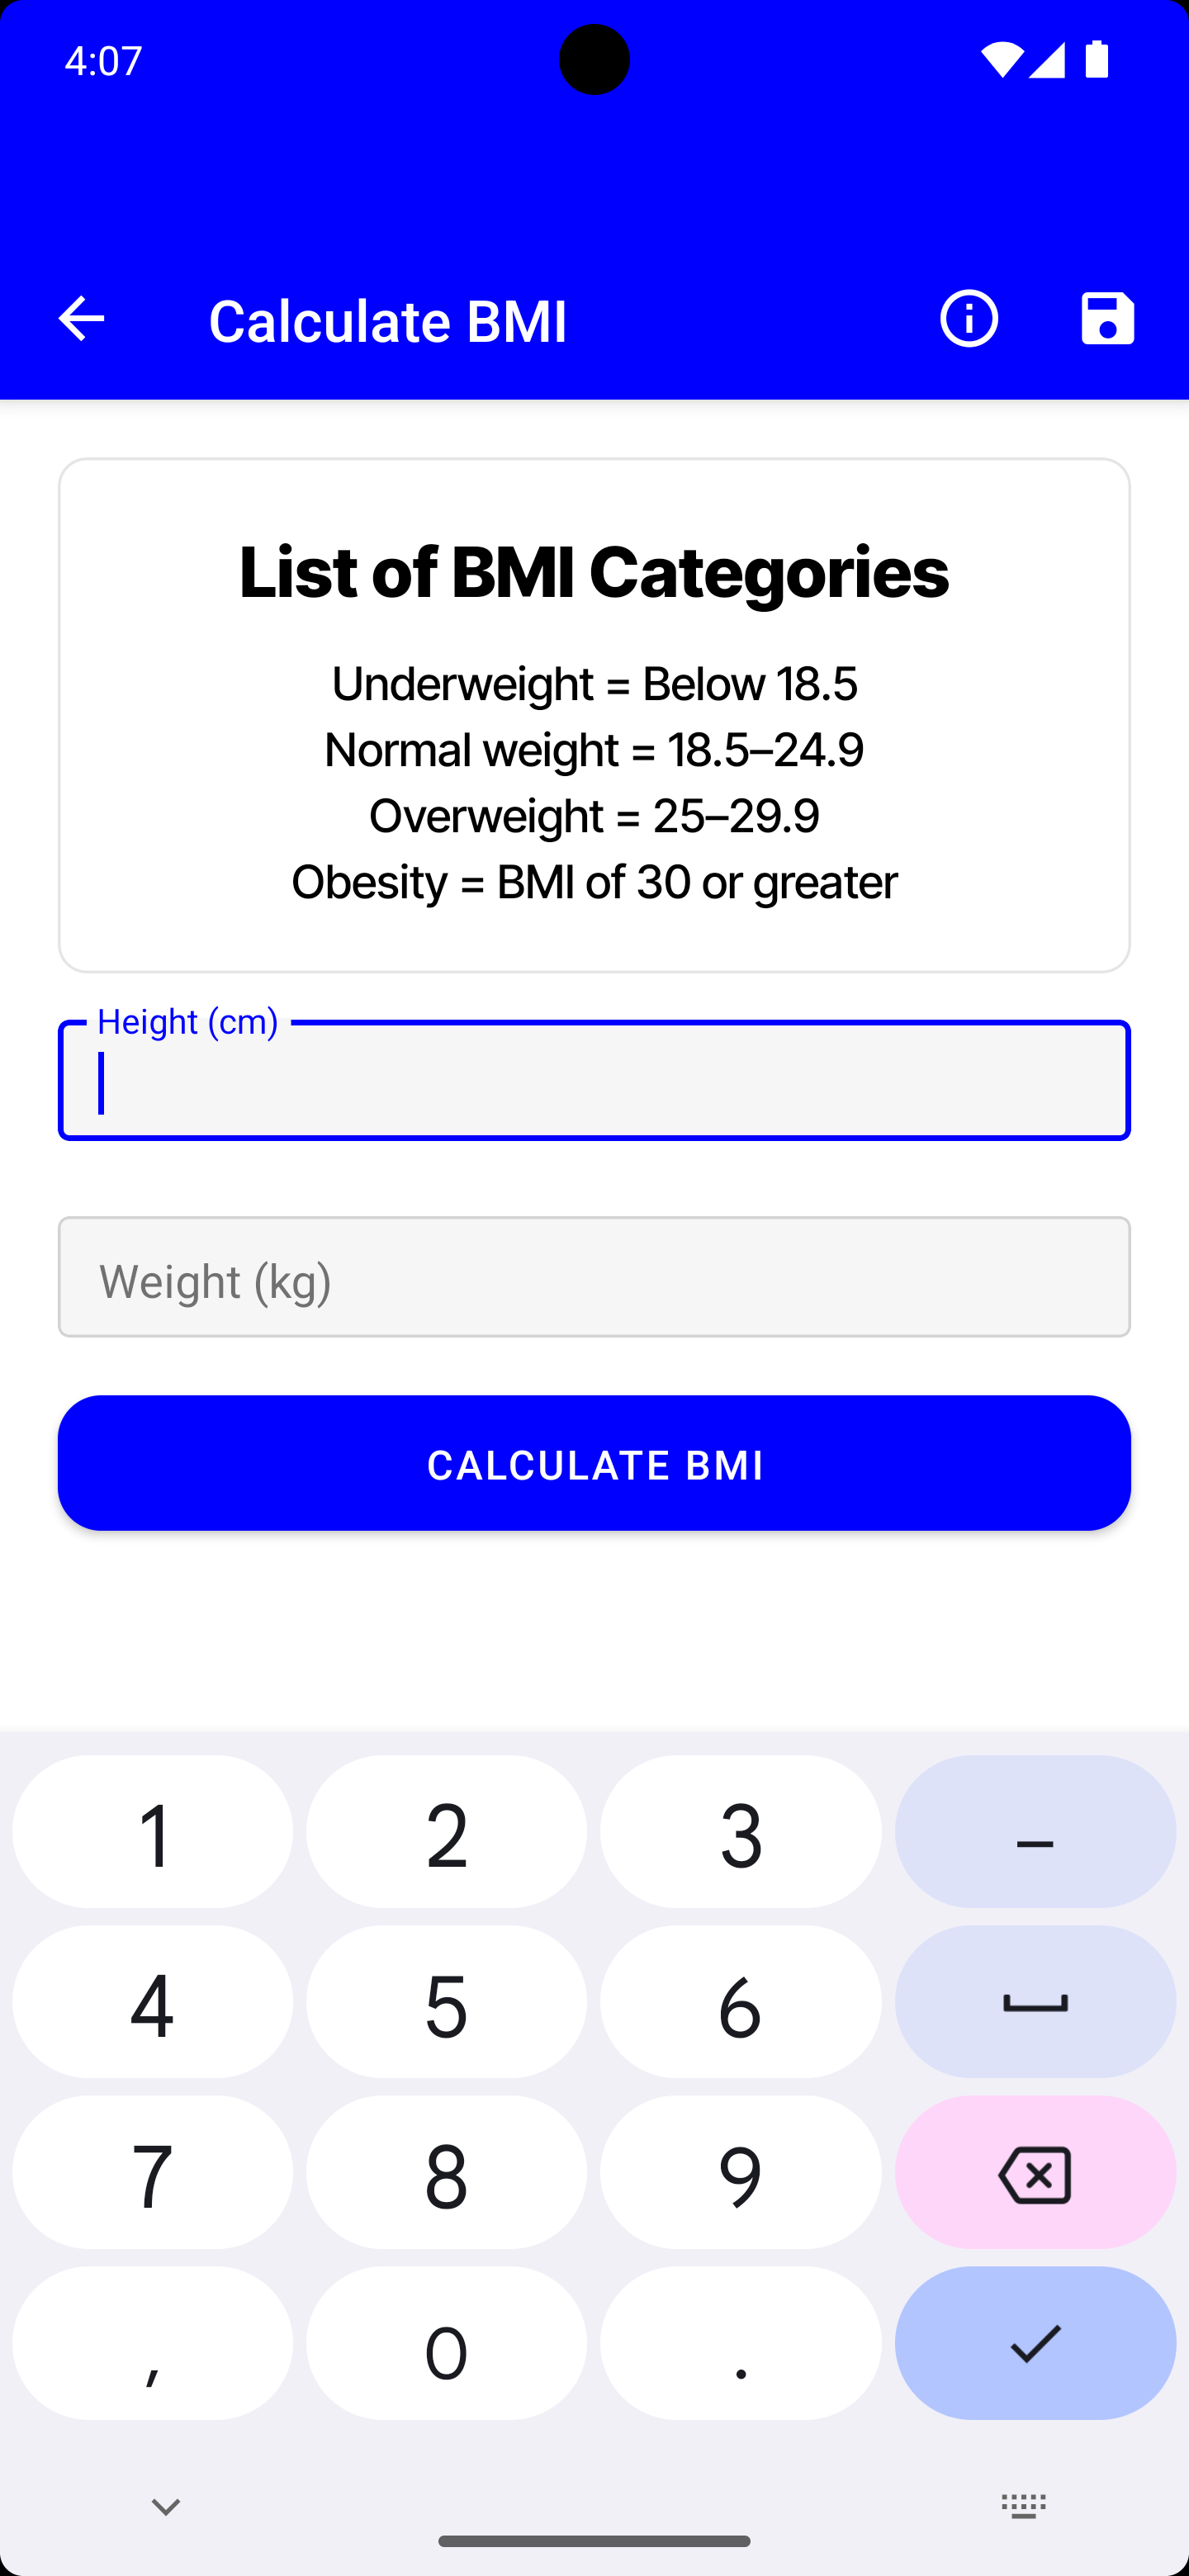 4:07
Calculate BMI
List of BMI Categories
Underweight = Below 18.5
Normal weight = 18.5–24.9
Overweight = 25–29.9
Obesity = BMI of 30 or greater
Height (cm)
Weight (kg)
CALCULATE BMI
1 2 3 –
4 5 6
7 8 9
, 0 .